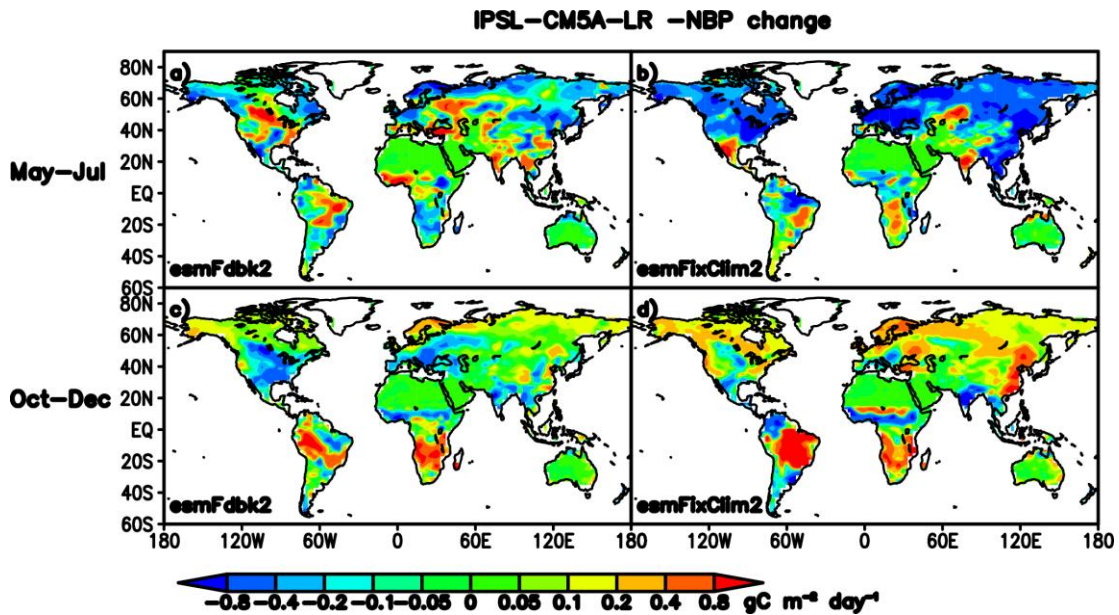 IPSL-CM5A-LR -NBP change
a) b)
80N
60N
40N
20N
EQ
20S
40S
60S
May-Jul
esmFdbk2 esmFixClim2
c) d)
80N
60N
40N
20N
EQ
20S
40S
60S
Oct-Dec
esmFdbk2 esmFixClim2
180 120W 60W 0 60E 120E 180 120W 60W 0 60E 120E 180
-0.8 -0.4 -0.2 -0.1 -0.05 0 0.05 0.1 0.2 0.4 0.8 gC m⁻² day⁻¹